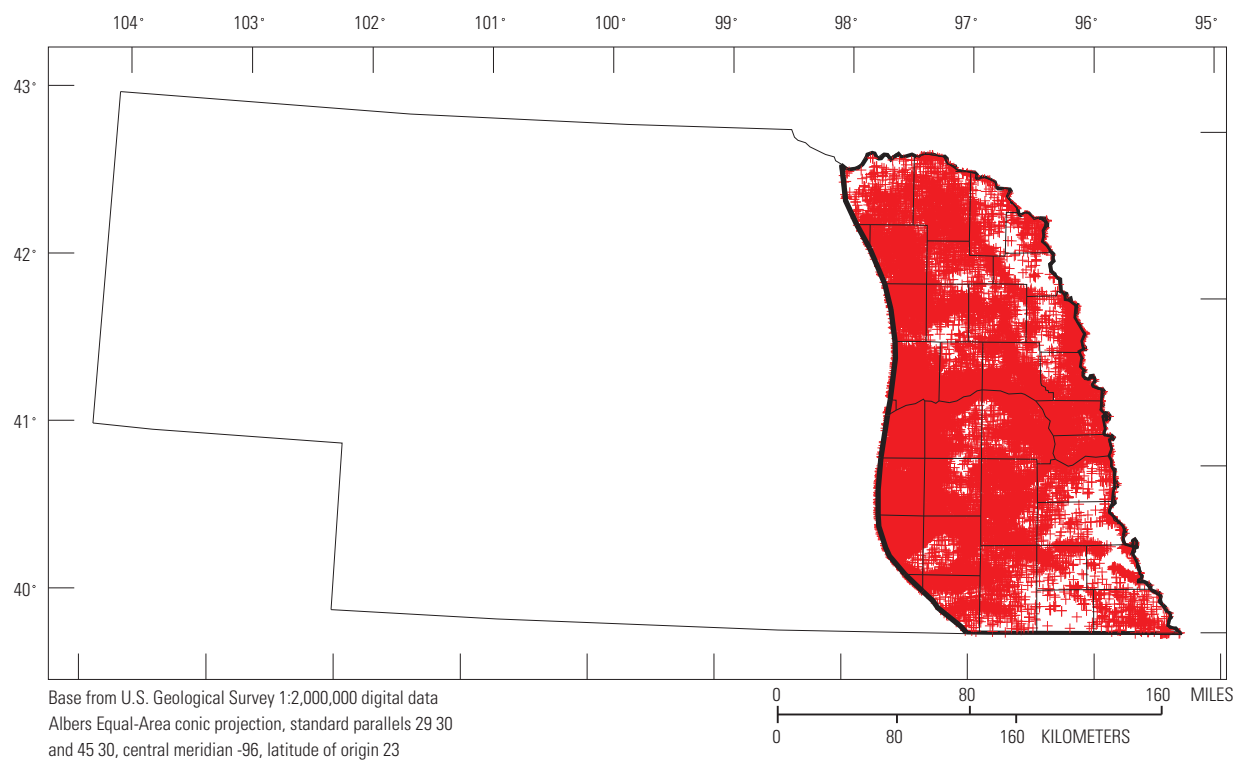 104° 103° 102° 101° 100° 99° 98° 97° 96° 95°
43°
42°
41°
40°
Base from U.S. Geological Survey 1:2,000,000 digital data
Albers Equal-Area conic projection, standard parallels 29 30
and 45 30, central meridian -96, latitude of origin 23
0 80 160 MILES
0 80 160 KILOMETERS